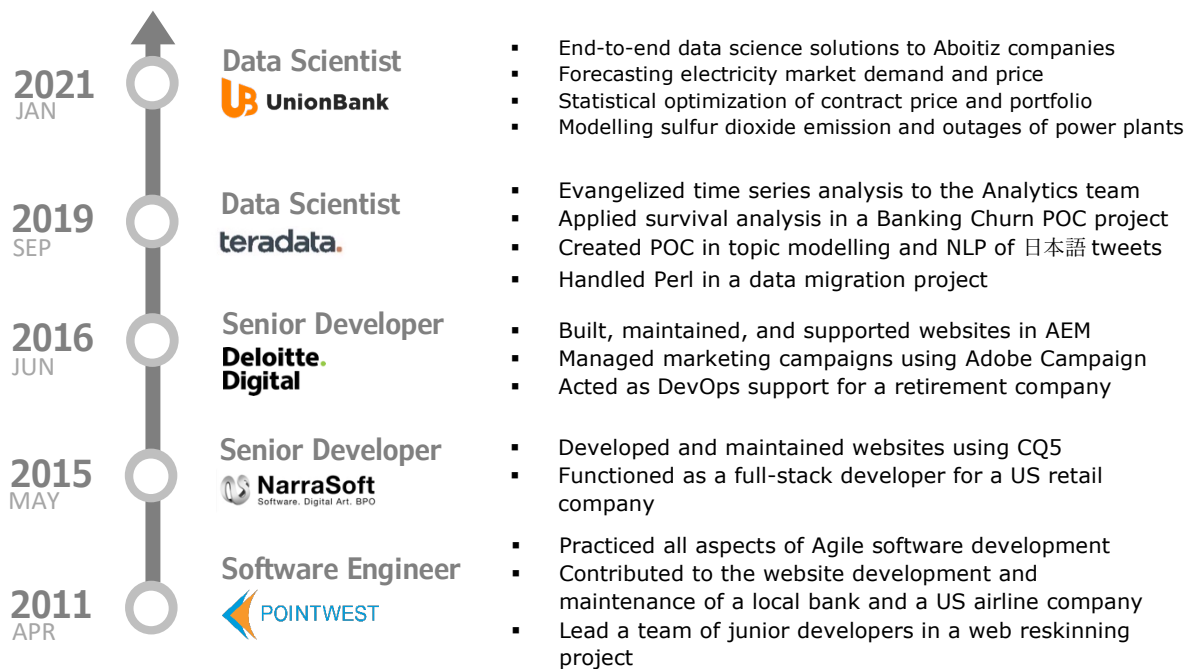 2021
JAN
Data Scientist
UB UnionBank
▪ End-to-end data science solutions to Aboitiz companies
▪ Forecasting electricity market demand and price
▪ Statistical optimization of contract price and portfolio
▪ Modelling sulfur dioxide emission and outages of power plants
2019
SEP
Data Scientist
teradata.
▪ Evangelized time series analysis to the Analytics team
▪ Applied survival analysis in a Banking Churn POC project
▪ Created POC in topic modelling and NLP of 日本語 tweets
▪ Handled Perl in a data migration project
2016
JUN
Senior Developer
Deloitte.
Digital
▪ Built, maintained, and supported websites in AEM
▪ Managed marketing campaigns using Adobe Campaign
▪ Acted as DevOps support for a retirement company
2015
MAY
Senior Developer
NarraSoft
Software. Digital Art. BPO
▪ Developed and maintained websites using CQ5
▪ Functioned as a full-stack developer for a US retail
company
2011
APR
Software Engineer
POINTWEST
▪ Practiced all aspects of Agile software development
▪ Contributed to the website development and
maintenance of a local bank and a US airline company
▪ Lead a team of junior developers in a web reskinning
project